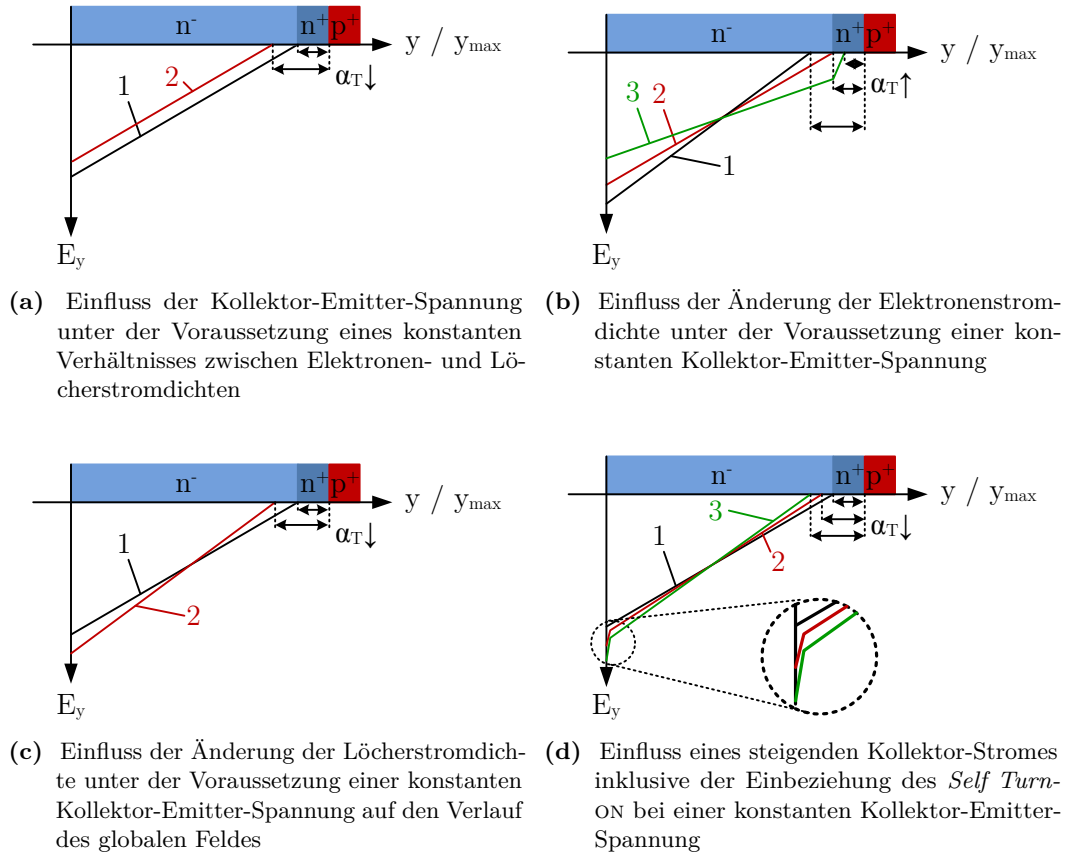 n⁻ n⁺ p⁺
y / yₘₐₓ
2
αT↓
1
Ey
(a) Einfluss der Kollektor-Emitter-Spannung
unter der Voraussetzung eines konstanten
Verhältnisses zwischen Elektronen- und Lö-
cherstromdichten
n⁻ n⁺ p⁺
y / yₘₐₓ
3 2
αT↑
1
Ey
(b) Einfluss der Änderung der Elektronenstrom-
dichte unter der Voraussetzung einer kon-
stanten Kollektor-Emitter-Spannung
n⁻ n⁺ p⁺
y / yₘₐₓ
1
αT↓
2
Ey
(c) Einfluss der Änderung der Löcherstromdich-
te unter der Voraussetzung einer konstanten
Kollektor-Emitter-Spannung auf den Verlauf
des globalen Feldes
n⁻ n⁺ p⁺
y / yₘₐₓ
3
1
αT↓
2
Ey
(d) Einfluss eines steigenden Kollektor-Stromes
inklusive der Einbeziehung des Self Turn-
ON bei einer konstanten Kollektor-Emitter-
Spannung